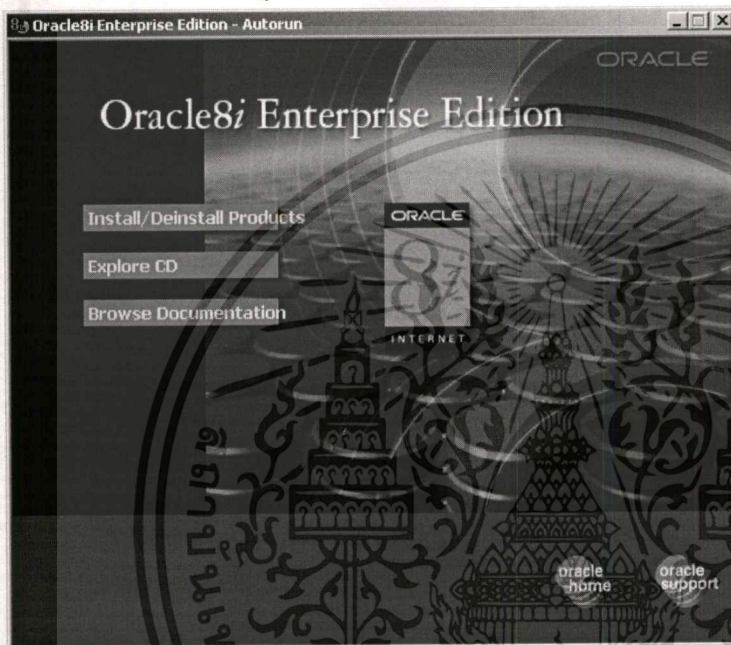 Oracle8i Enterprise Edition - Autorun
ORACLE
Oracle8i Enterprise Edition
Install/Deinstall Products
ORACLE
8i
Explore CD
Browse Documentation
INTERNET
oracle home
oracle support